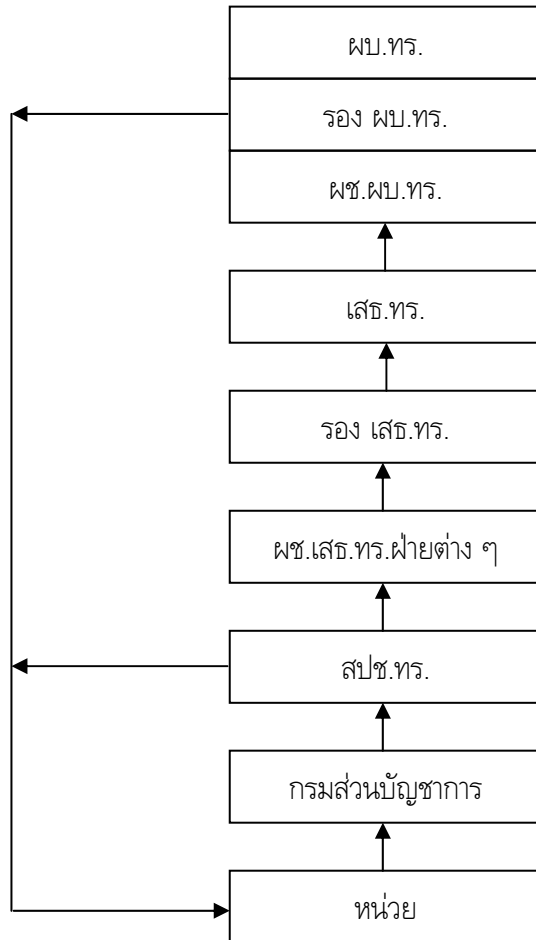 ผบ.ทร.
รอง ผบ.ทร.
ผช.ผบ.ทร.
เสธ.ทร.
รอง เสธ.ทร.
ผช.เสธ.ทร.ฝ่ายต่าง ๆ
สปช.ทร.
กรมส่วนบัญชาการ
หน่วย